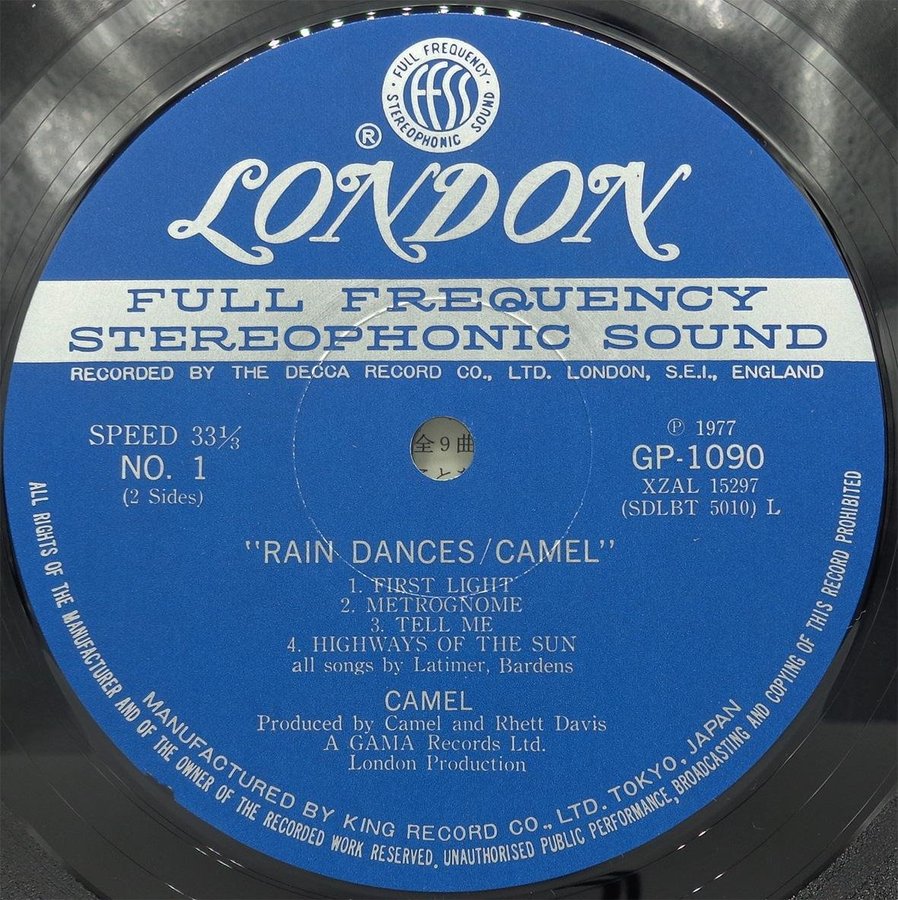 FULL FREQUENCY
FFSS
STEREOPHONIC SOUND
®
LONDON
FULL FREQUENCY
STEREOPHONIC SOUND
RECORDED BY THE DECCA RECORD CO., LTD. LONDON, S.E.I., ENGLAND
SPEED 33⅓
NO. 1
(2 Sides)
全9曲
℗ 1977
GP-1090
XZAL 15297
(SDLBT 5010) L
"RAIN DANCES/CAMEL"
1. FIRST LIGHT
2. METROGNOME
3. TELL ME
4. HIGHWAYS OF THE SUN
all songs by Latimer, Bardens
CAMEL
Produced by Camel and Rhett Davis
A GAMA Records Ltd.
London Production
MANUFACTURED BY KING RECORD CO., LTD. TOKYO, JAPAN
ALL RIGHTS OF THE MANUFACTURER AND OF THE OWNER OF THE RECORDED WORK RESERVED. UNAUTHORISED PUBLIC PERFORMANCE, BROADCASTING AND COPYING OF THIS RECORD PROHIBITED